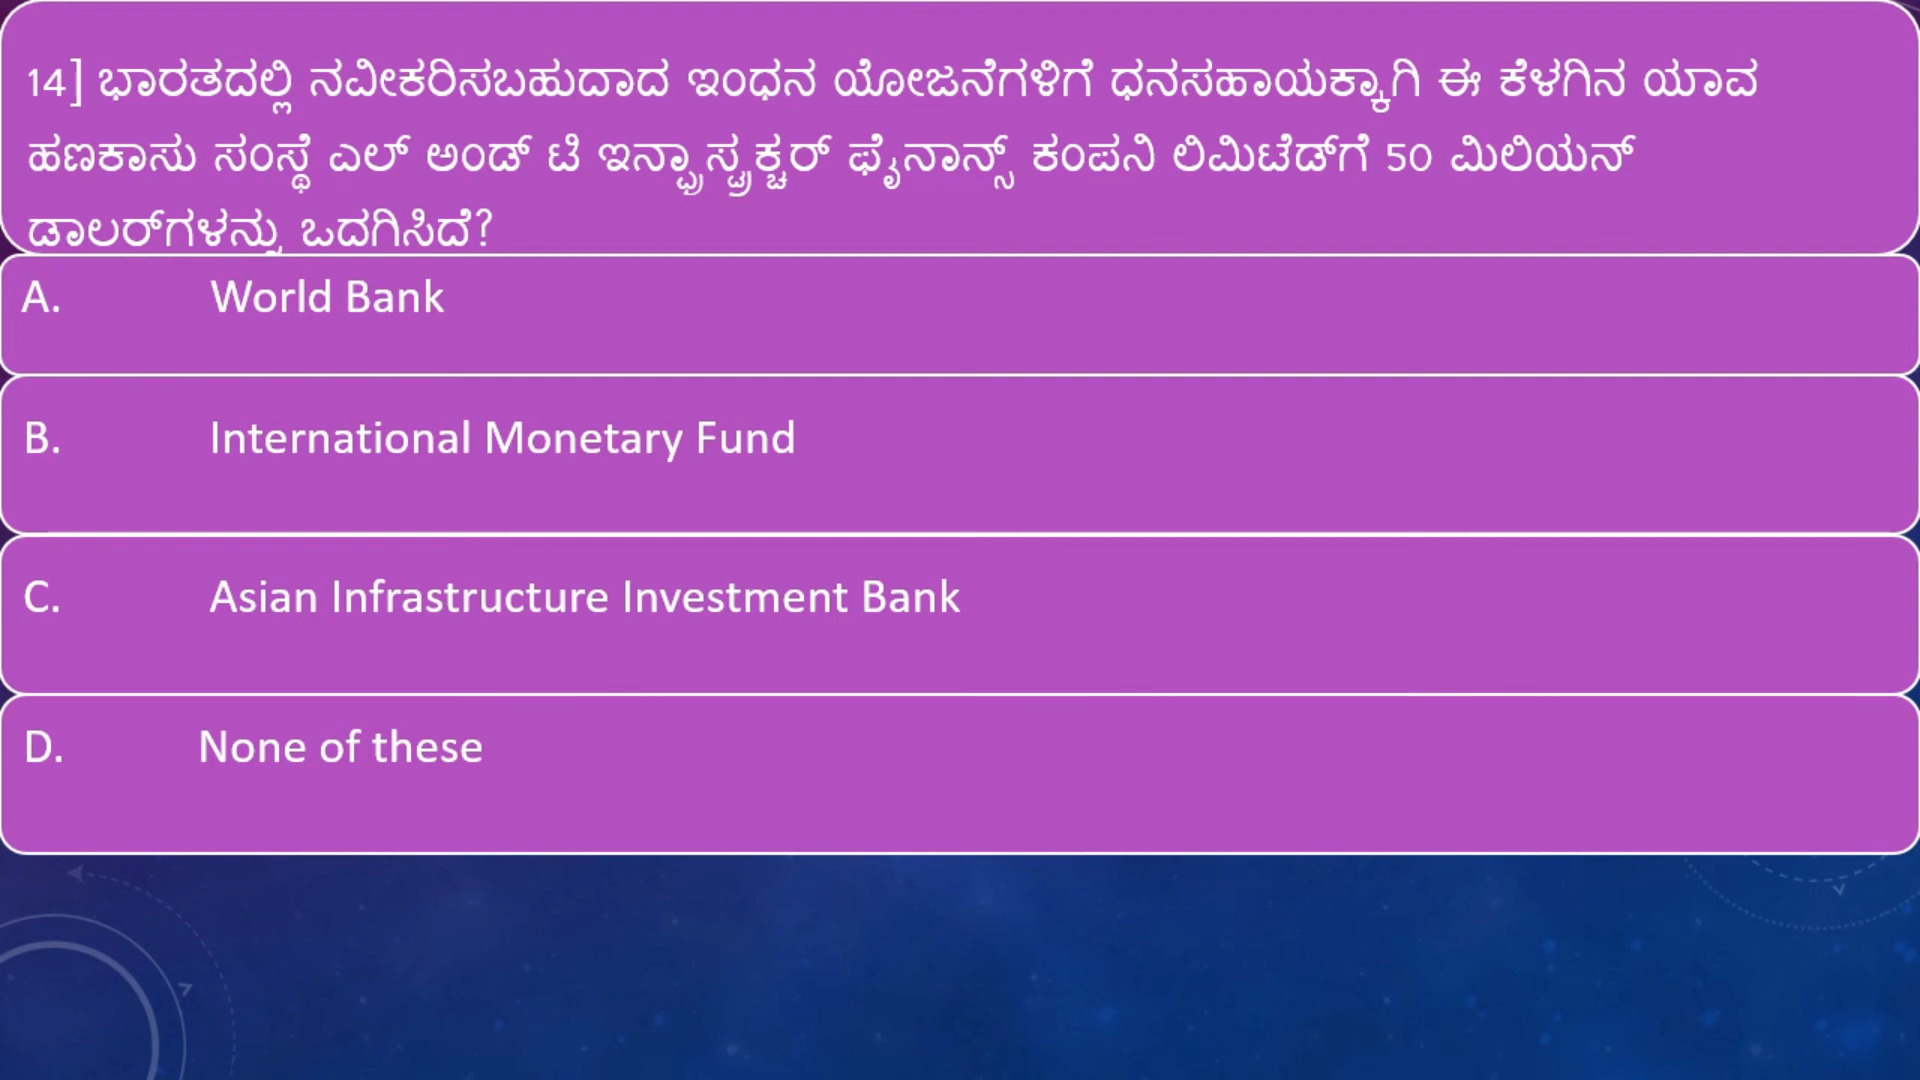 14] ಭಾರತದಲ್ಲಿ ನವೀಕರಿಸಬಹುದಾದ ಇಂಧನ ಯೋಜನೆಗಳಿಗೆ ಧನಸಹಾಯಕ್ಕಾಗಿ ಈ ಕೆಳಗಿನ ಯಾವ
ಹಣಕಾಸು ಸಂಸ್ಥೆ ಎಲ್ ಅಂಡ್ ಟಿ ಇನ್ಫ್ರಾಸ್ಟ್ರಕ್ಚರ್ ಫೈನಾನ್ಸ್ ಕಂಪನಿ ಲಿಮಿಟೆಡ್‌ಗೆ 50 ಮಿಲಿಯನ್
ಡಾಲರ್‌ಗಳನ್ನು ಒದಗಿಸಿದೆ?
A. World Bank
B. International Monetary Fund
C. Asian Infrastructure Investment Bank
D. None of these